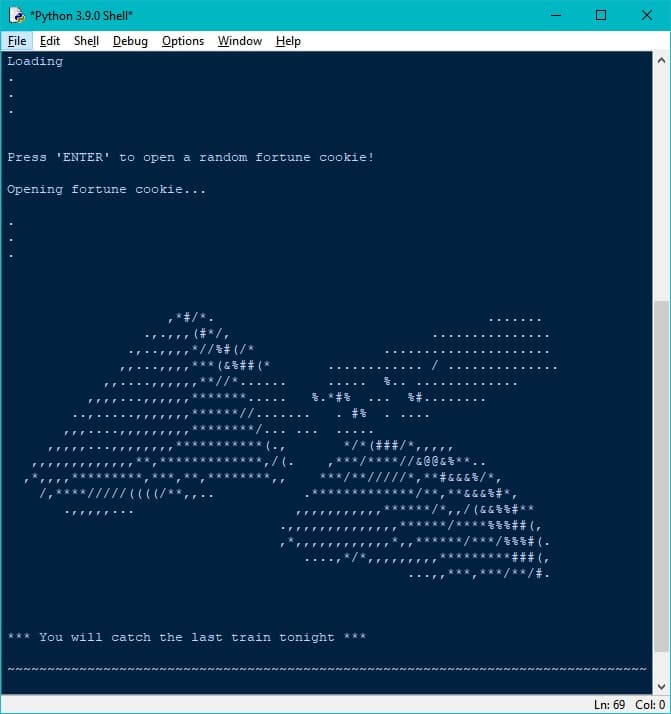 *Python 3.9.0 Shell*
File Edit Shell Debug Options Window Help
Loading
.
.
.
Press 'ENTER' to open a random fortune cookie!
Opening fortune cookie...
.
.
.
*** You will catch the last train tonight ***
~~~~~~~~~~~~~~~~~~~~~~~~~~~~~~~~~~~~~~~~~~~~~~~~~~~~~~~~~~~~~~~~~~~~~~~~~~~~~~~~
Ln: 69 Col: 0